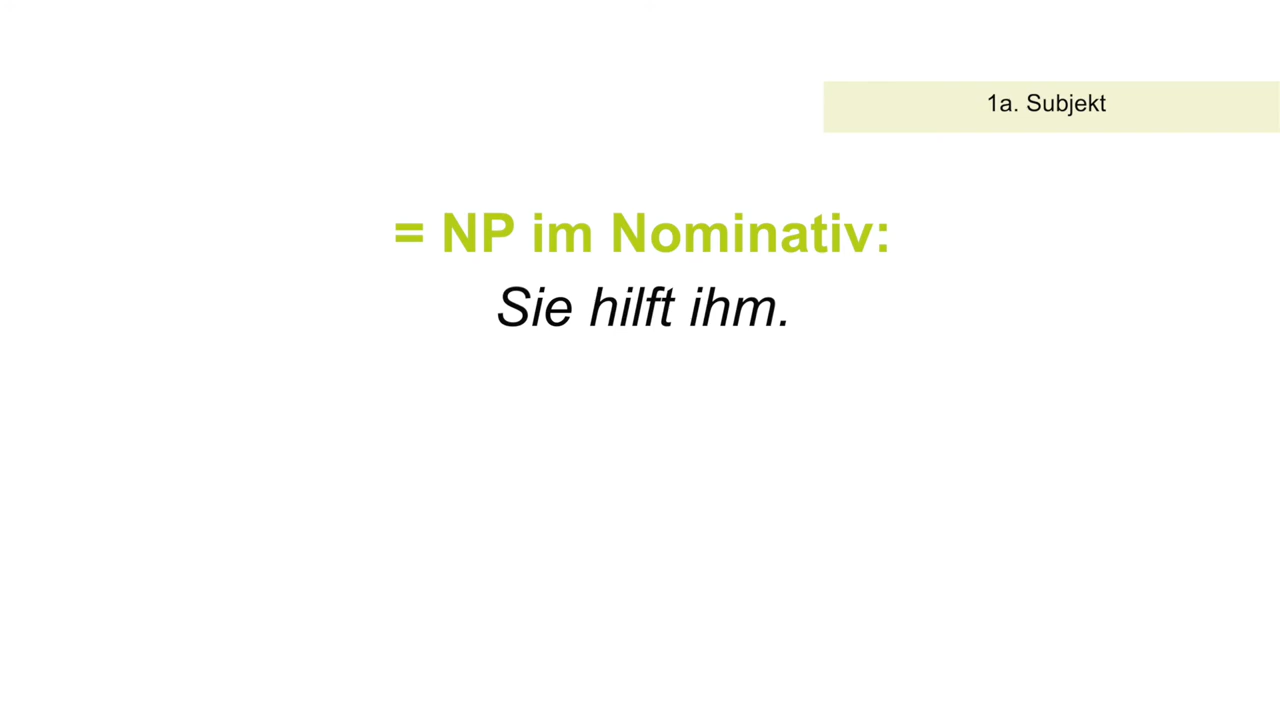 1a. Subjekt
= NP im Nominativ:
Sie hilft ihm.